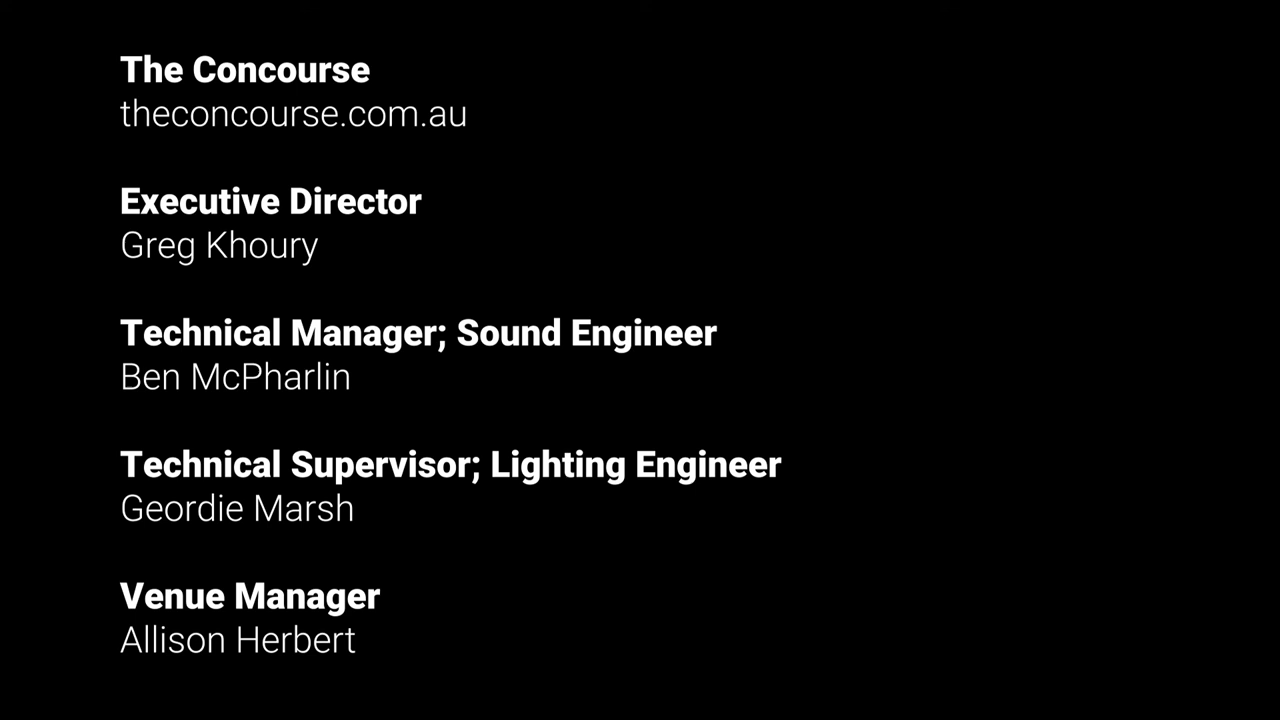 The Concourse
theconcourse.com.au
Executive Director
Greg Khoury
Technical Manager; Sound Engineer
Ben McPharlin
Technical Supervisor; Lighting Engineer
Geordie Marsh
Venue Manager
Allison Herbert